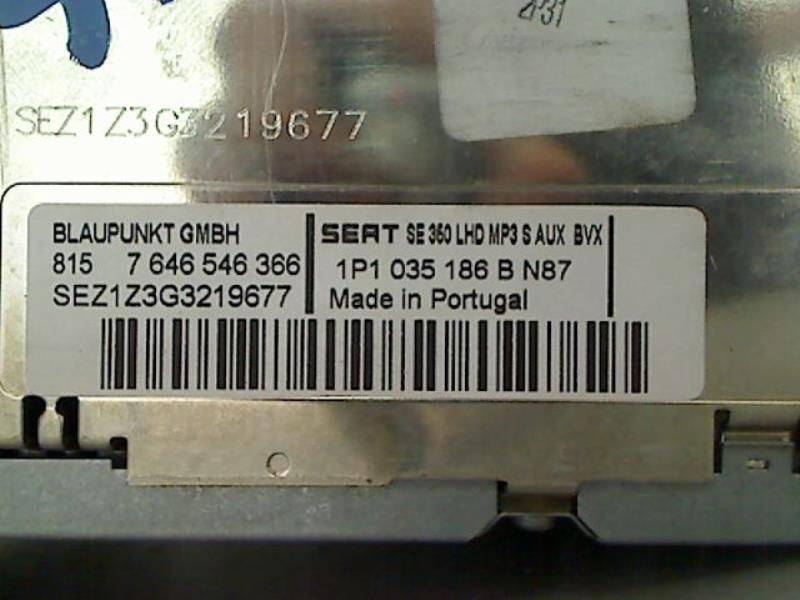 431
SEZ1Z3G3219677
BLAUPUNKT GMBH
815 7 646 546 366
SEZ1Z3G3219677
SEAT SE 360 LHD MP3 S AUX BVX
1P1 035 186 B N87
Made in Portugal